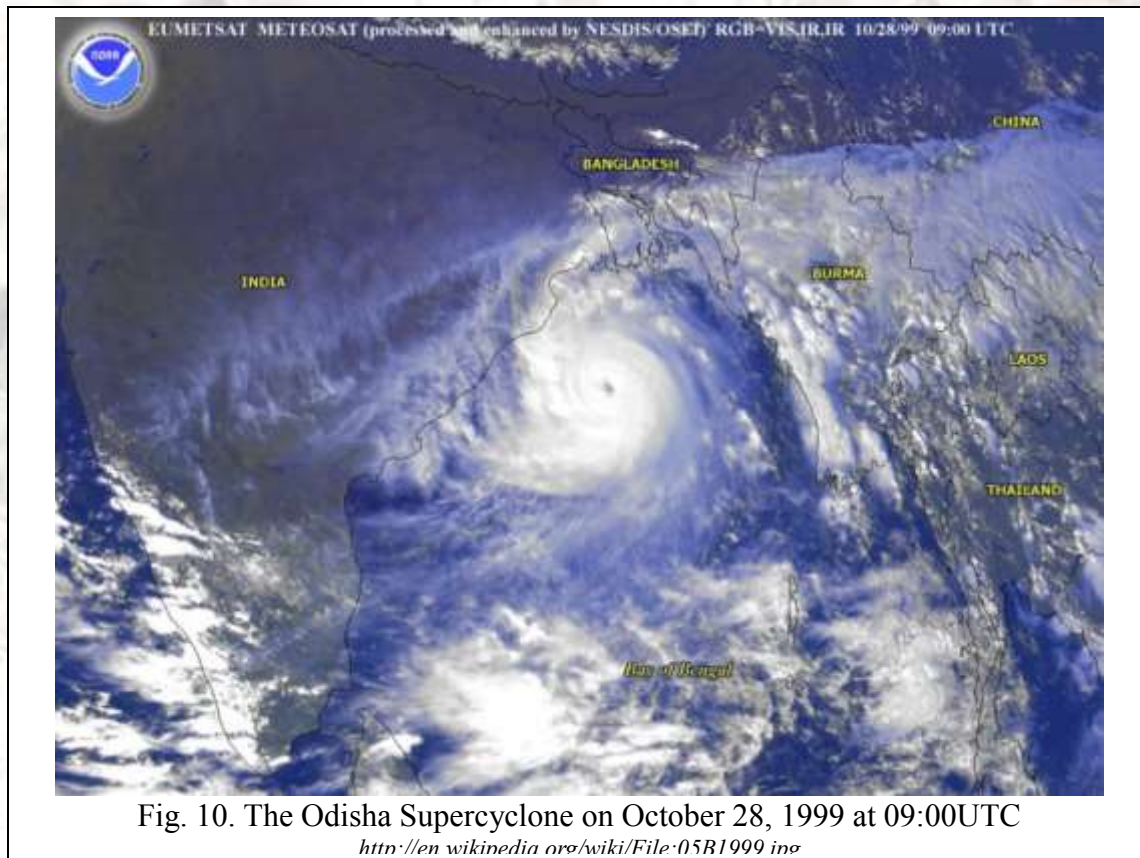 EUMETSAT METEOSAT (processed and enhanced by NESDIS/OSEI) RGB=VIS,IR,IR 10/28/99 09:00 UTC
NOAA
CHINA
BANGLADESH
INDIA
BURMA
LAOS
THAILAND
Bay of Bengal
Fig. 10. The Odisha Supercyclone on October 28, 1999 at 09:00UTC
http://en.wikipedia.org/wiki/File:05B1999.jpg